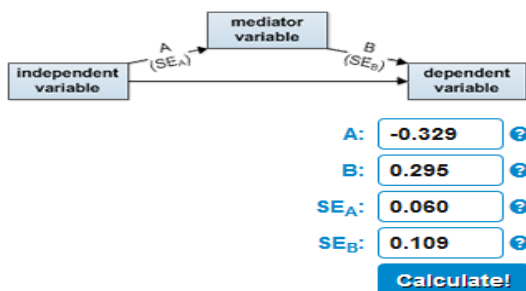 mediator
variable
A
(SEA)
B
(SEB)
independent
variable
dependent
variable
A: -0.329 ?
B: 0.295 ?
SEA: 0.060 ?
SEB: 0.109 ?
Calculate!